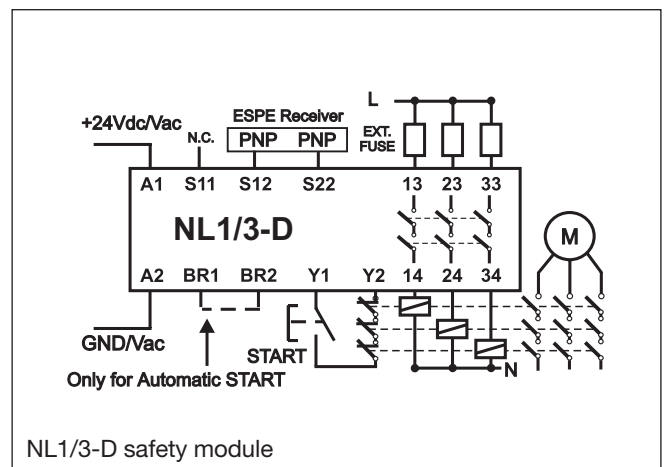 L
+24Vdc/Vac
N.C.
ESPE Receiver
PNP PNP
EXT.
FUSE
A1 S11 S12 S22 13 23 33
NL1/3-D
M
A2 BR1 BR2 Y1 Y2 14 24 34
GND/Vac
START
N
Only for Automatic START
NL1/3-D safety module